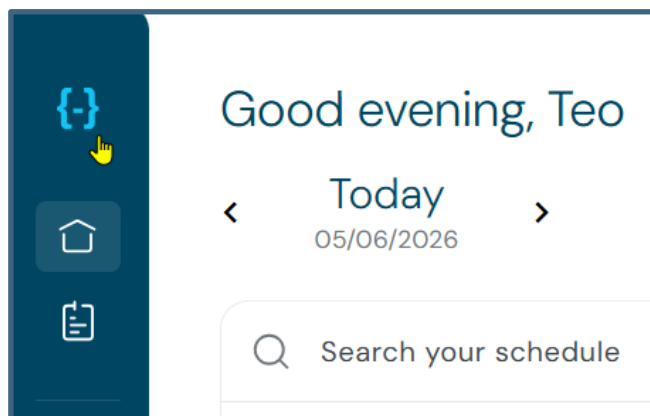 {-}
Good evening, Teo
Today
05/06/2026
Search your schedule